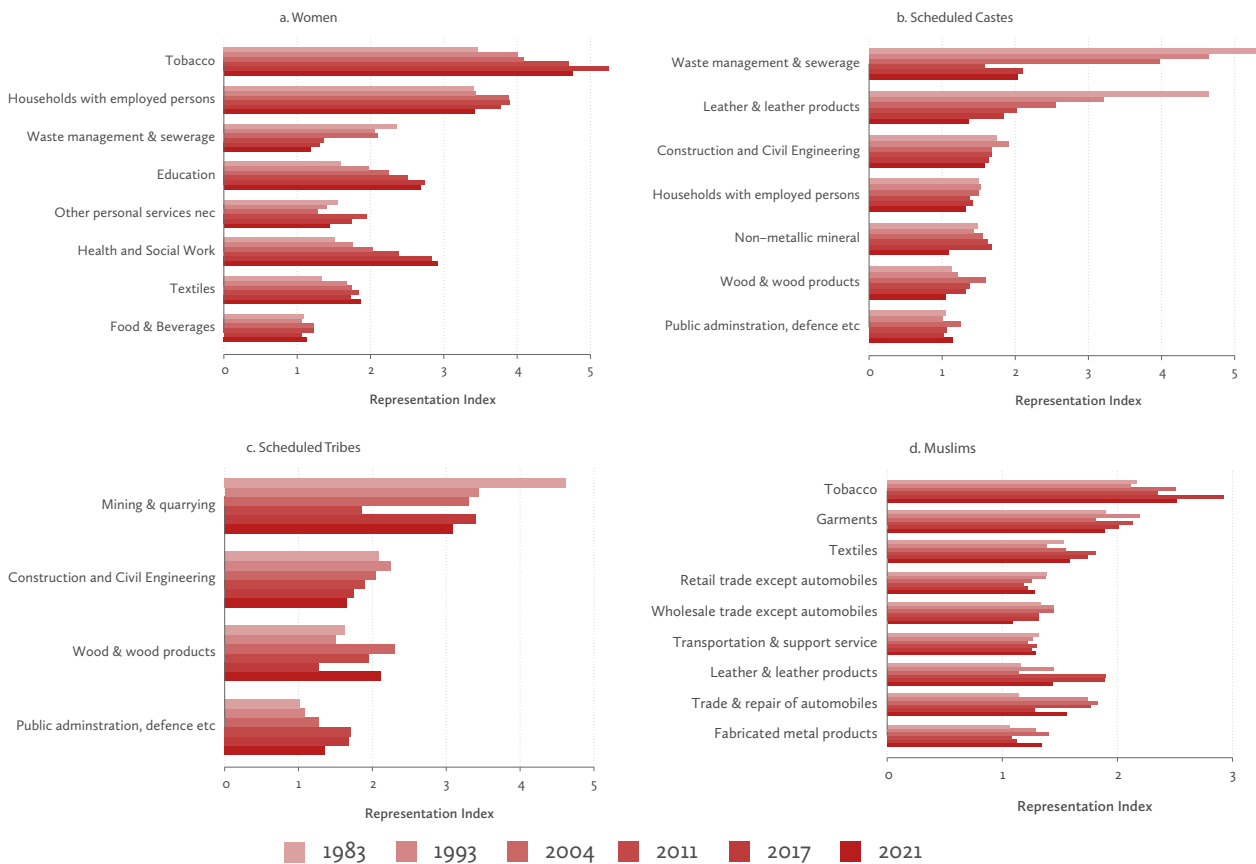 a. Women
Tobacco
Households with employed persons
Waste management & sewerage
Education
Other personal services nec
Health and Social Work
Textiles
Food & Beverages
0 1 2 3 4 5
Representation Index
b. Scheduled Castes
Waste management & sewerage
Leather & leather products
Construction and Civil Engineering
Households with employed persons
Non–metallic mineral
Wood & wood products
Public adminstration, defence etc
0 1 2 3 4 5
Representation Index
c. Scheduled Tribes
Mining & quarrying
Construction and Civil Engineering
Wood & wood products
Public adminstration, defence etc
0 1 2 3 4 5
Representation Index
d. Muslims
Tobacco
Garments
Textiles
Retail trade except automobiles
Wholesale trade except automobiles
Transportation & support service
Leather & leather products
Trade & repair of automobiles
Fabricated metal products
0 1 2 3
Representation Index
1983 1993 2004 2011 2017 2021